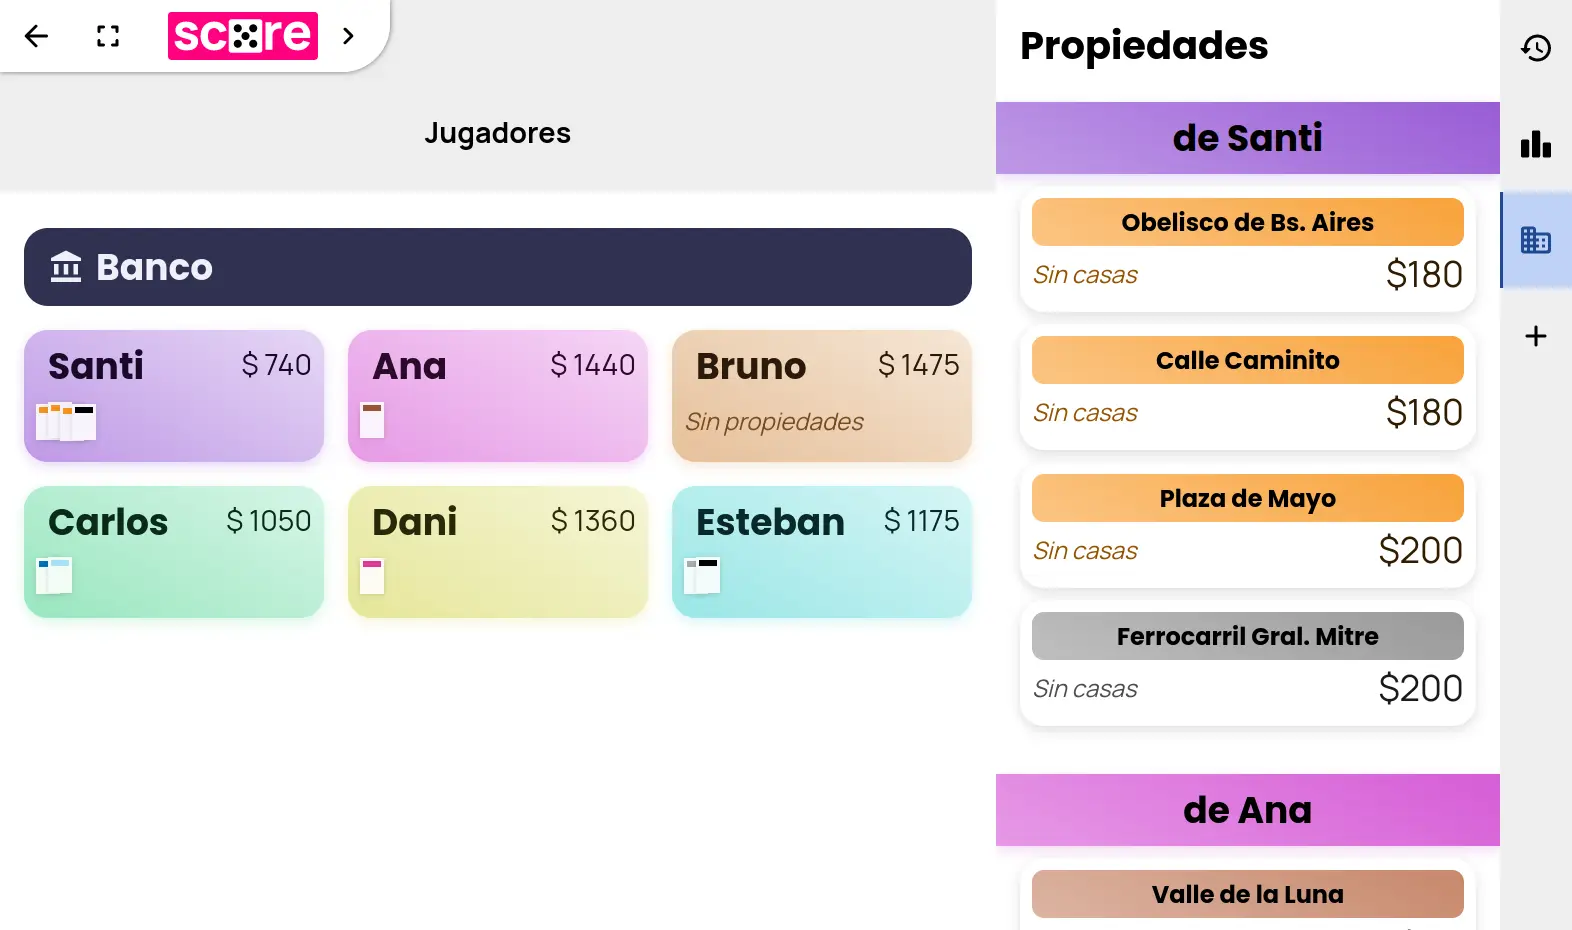 score
Jugadores
Banco
Santi
$ 740
Ana
$ 1440
Bruno
$ 1475
Sin propiedades
Carlos
$ 1050
Dani
$ 1360
Esteban
$ 1175
Propiedades
de Santi
Obelisco de Bs. Aires
Sin casas
$180
Calle Caminito
Sin casas
$180
Plaza de Mayo
Sin casas
$200
Ferrocarril Gral. Mitre
Sin casas
$200
de Ana
Valle de la Luna